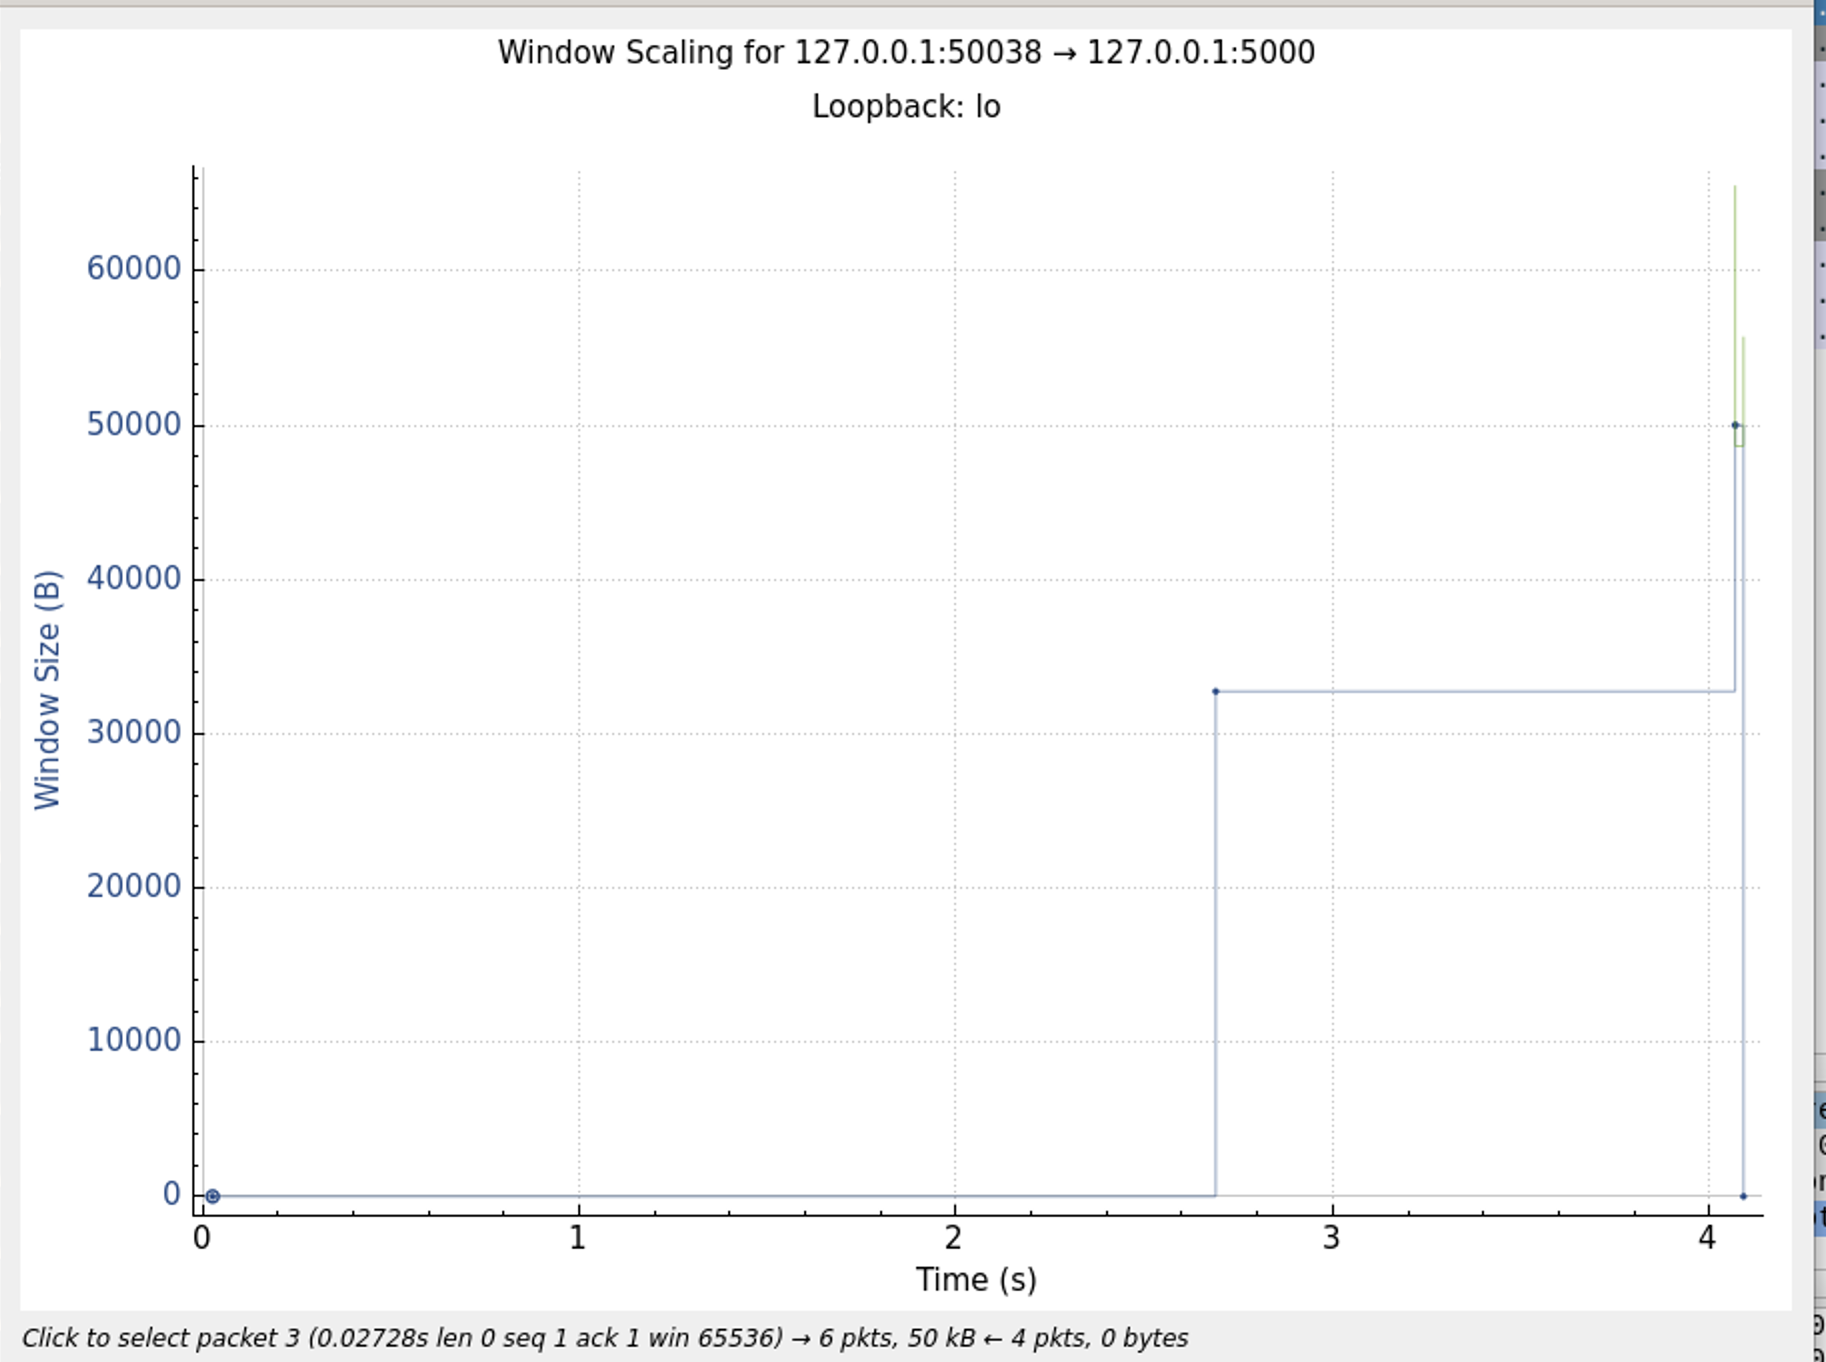 Window Scaling for 127.0.0.1:50038 → 127.0.0.1:5000
Loopback: lo
Window Size (B)
60000
50000
40000
30000
20000
10000
0
0 1 2 3 4
Time (s)
Click to select packet 3 (0.02728s len 0 seq 1 ack 1 win 65536) → 6 pkts, 50 kB ← 4 pkts, 0 bytes